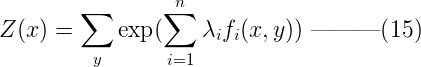 Z(x) = ∑_y exp(∑_{i=1}^{n} λ_i f_i(x, y)) ———(15)